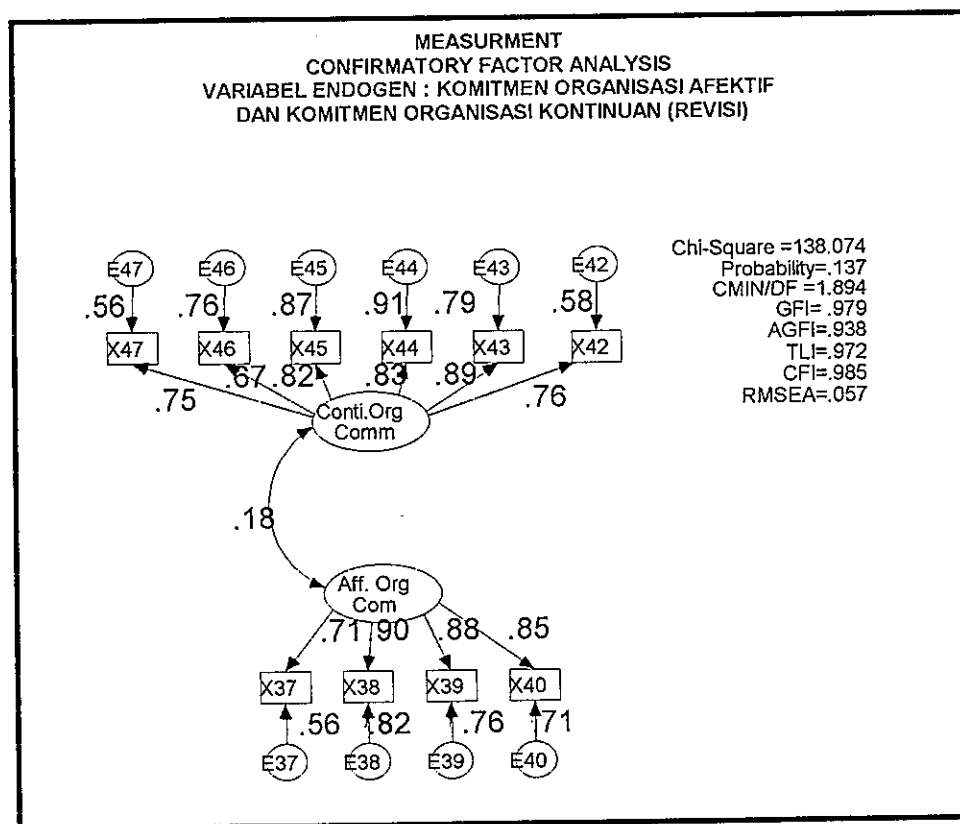 MEASURMENT
CONFIRMATORY FACTOR ANALYSIS
VARIABEL ENDOGEN : KOMITMEN ORGANISASI AFEKTIF
DAN KOMITMEN ORGANISASI KONTINUAN (REVISI)
Chi-Square =138.074
Probability=.137
CMIN/DF =1.894
GFI= .979
AGFI=.938
TLI=.972
CFI=.985
RMSEA=.057
E47 E46 E45 E44 E43 E42
.56 .76 .87 .91 .79 .58
X47 X46 X45 X44 X43 X42
.75 .67 .82 .83 .89 .76
Conti.Org
Comm
.18
Aff. Org
Com
.71 .90 .88 .85
X37 X38 X39 X40
.56 .82 .76 .71
E37 E38 E39 E40